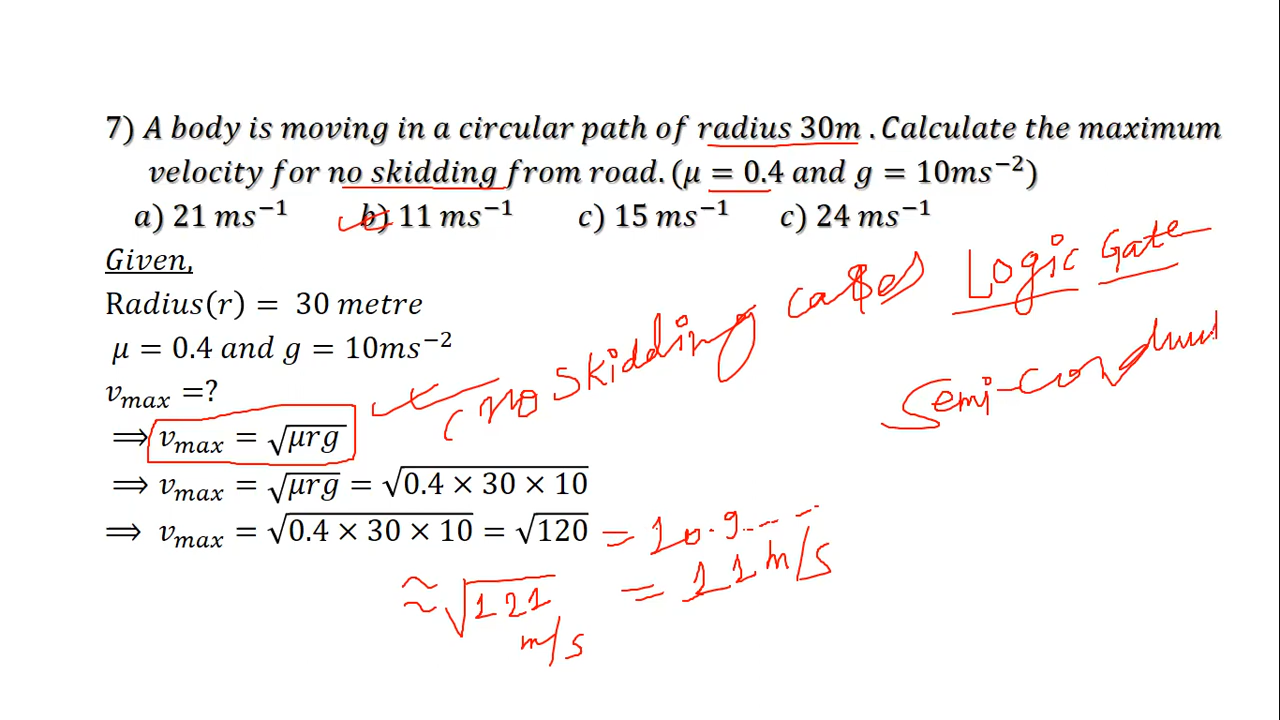 7) A body is moving in a circular path of radius 30m . Calculate the maximum
velocity for no skidding from road. (μ = 0.4 and g = 10ms⁻²)
a) 21 ms⁻¹ b) 11 ms⁻¹ c) 15 ms⁻¹ c) 24 ms⁻¹
Given,
Radius(r) = 30 metre
μ = 0.4 and g = 10ms⁻²
v_max =?
⟹ v_max = √μrg
(no skidding
Logic Gate
Semi-
⟹ v_max = √μrg = √0.4 × 30 × 10
⟹ v_max = √0.4 × 30 × 10 = √120 = 10.9-- --
≈ √121 m/s = 11 m/s